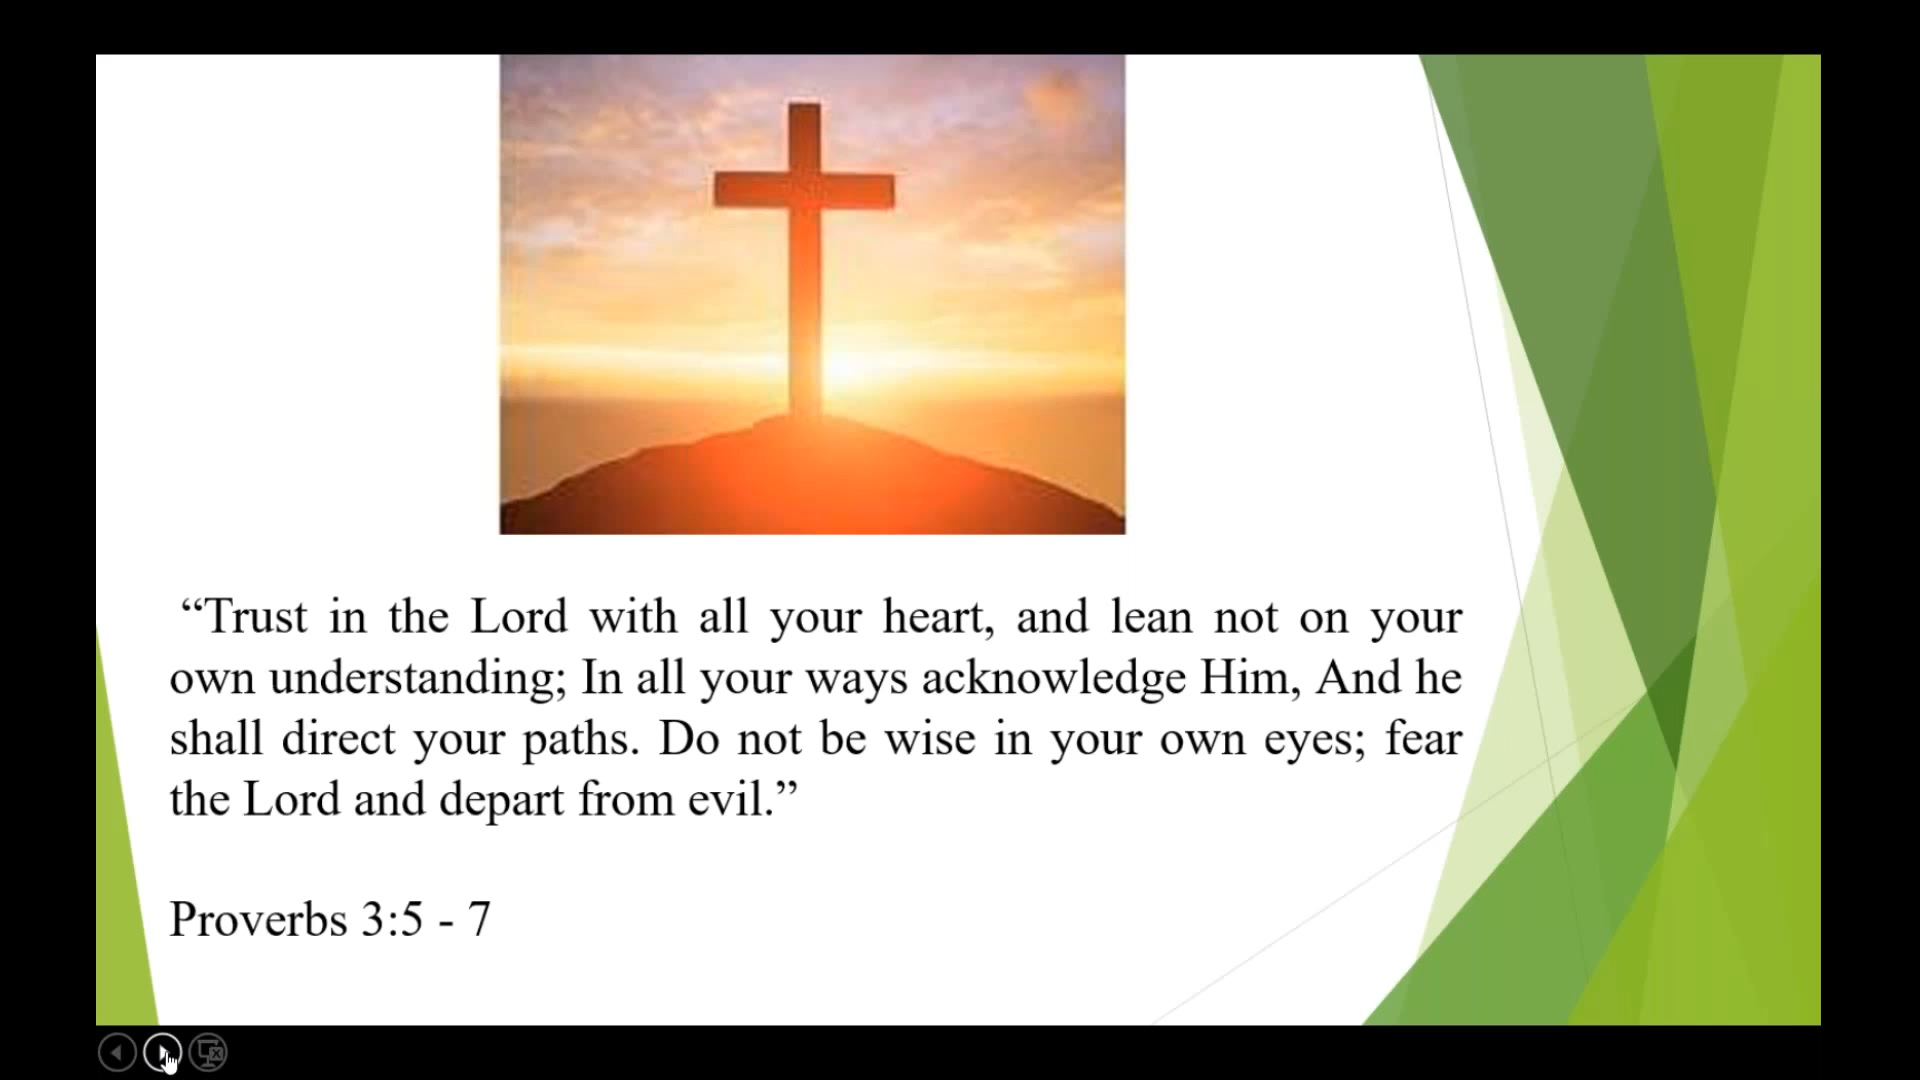 “Trust in the Lord with all your heart, and lean not on your
own understanding; In all your ways acknowledge Him, And he
shall direct your paths. Do not be wise in your own eyes; fear
the Lord and depart from evil.”
Proverbs 3:5 - 7